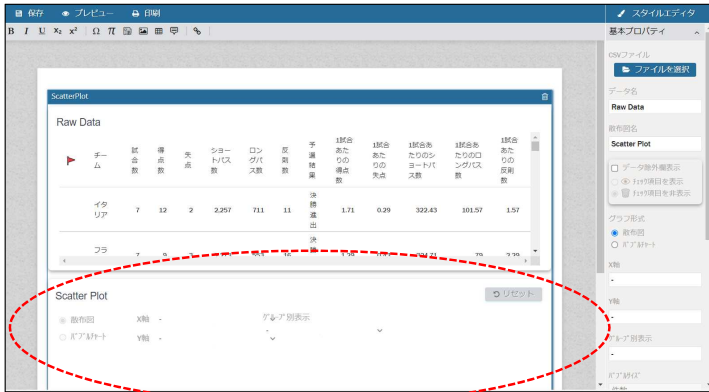 保存 プレビュー 印刷 スタイルエディタ
B I U X₂ X² Ω π
基本プロパティ
CSVファイル
ファイルを選択
データ名
Raw Data
散布図名
Scatter Plot
データ除外欄表示
ﾁｪｯｸ項目を表示
ﾁｪｯｸ項目を非表示
グラフ形式
散布図
ﾊﾞﾌﾞﾙﾁｬｰﾄ
X軸
-
Y軸
-
ｸﾞﾙｰﾌﾟ別表示
-
ﾊﾞﾌﾞﾙｻｲｽﾞ
ScatterPlot
Raw Data
チーム 試合数 得点数 失点 ショートパス数 ロングパス数 反則数 予選結果 1試合あたりの得点数 1試合あたりの失点 1試合あたりのショートパス数 1試合あたりのロングパス数 1試合あたりの反則数
イタリア 7 12 2 2,257 711 11 決勝進出 1.71 0.29 322.43 101.57 1.57
フラ 7 9 決勝 79
Scatter Plot
リセット
散布図 X軸 - ｸﾞﾙｰﾌﾟ別表示
ﾊﾞﾌﾞﾙﾁｬｰﾄ Y軸 - -